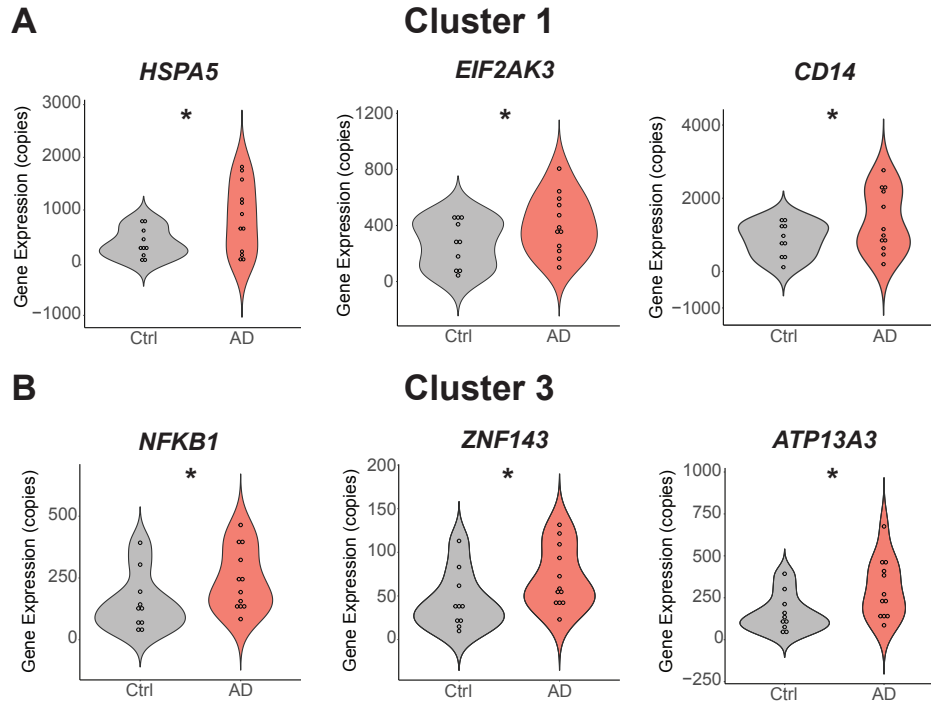 A
Cluster 1
HSPA5
EIF2AK3
CD14
*
*
*
Gene Expression (copies)
3000
2000
1000
0
−1000
Ctrl
AD
Gene Expression (copies)
1200
800
400
0
Ctrl
AD
Gene Expression (copies)
4000
2000
0
−1000
Ctrl
AD
B
Cluster 3
NFKB1
ZNF143
ATP13A3
*
*
*
Gene Expression (copies)
500
250
0
Ctrl
AD
Gene Expression (copies)
200
150
100
50
0
Ctrl
AD
Gene Expression (copies)
1000
750
500
250
0
−250
Ctrl
AD